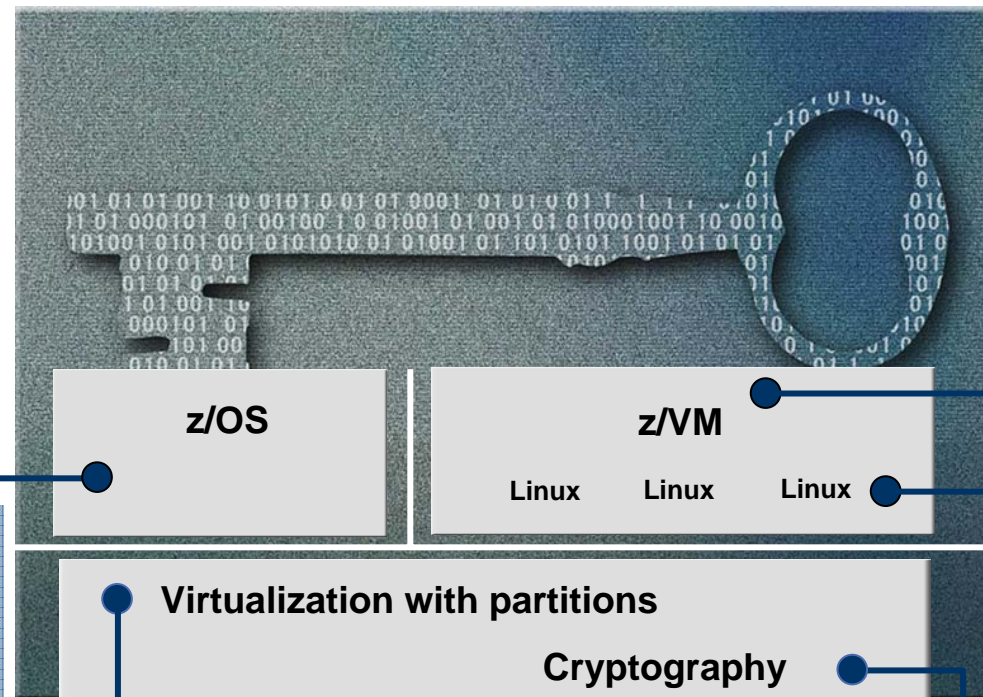 z/OS
z/VM
Linux Linux Linux
Virtualization with partitions
Cryptography